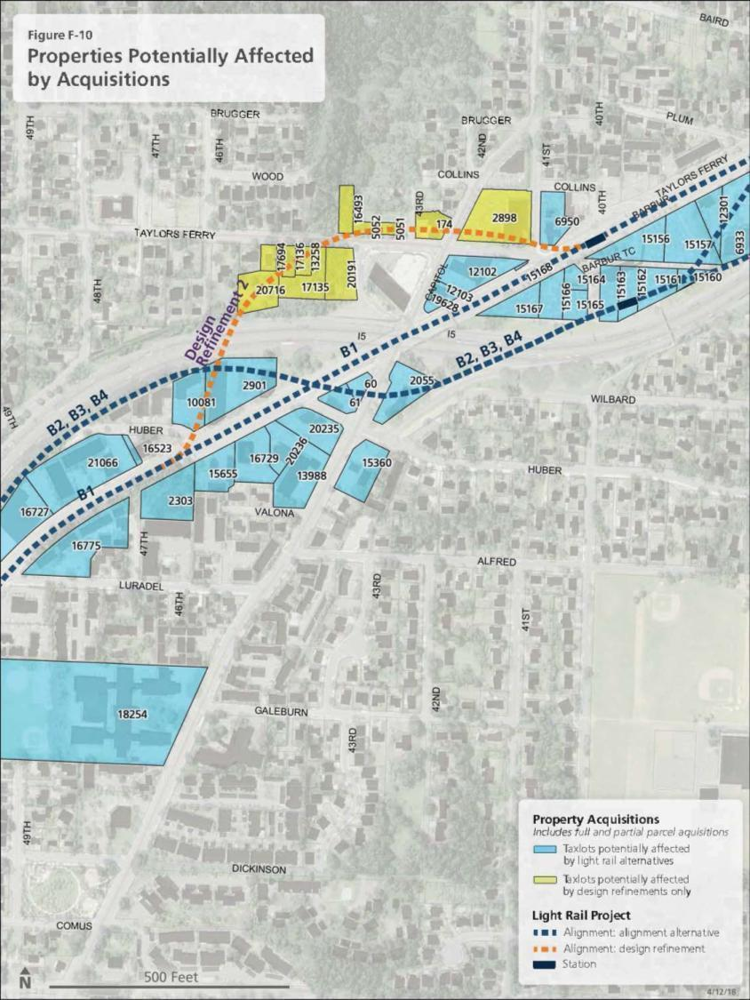 Figure F-10
Properties Potentially Affected
by Acquisitions
BAIRD
49TH
BRUGGER
47TH
46TH
BRUGGER
42ND
40TH
PLUM
41ST
WOOD
COLLINS
COLLINS
40TH
TAYLORS FERRY
BARBUR
12301
16493
5052
5051
43RD
174
2898
6950
TAYLORS FERRY
15156
15157
6933
17694
17136
13258
BARBUR TC
CAPITOL
12102
15168
15164
15163
15162
15161
15160
48TH
20716
17135
20191
12103
19628
15167
15166
15165
Design
Refinement 2
I5
I5
B1
B2, B3, B4
2901
60
61
2055
10081
WILBARD
49TH
B2, B3, B4
HUBER
16523
20235
21066
16729
20236
15360
15655
13988
HUBER
B1
16727
2303
VALONA
16775
47TH
ALFRED
LURADEL
46TH
43RD
41ST
18254
GALEBURN
42ND
43RD
49TH
DICKINSON
COMUS
Property Acquisitions
Includes full and partial parcel aquisitions
Taxlots potentially affected
by light rail alternatives
Taxlots potentially affected
by design refinements only
Light Rail Project
Alignment: alignment alternative
Alignment: design refinement
Station
N
500 Feet
4/12/18